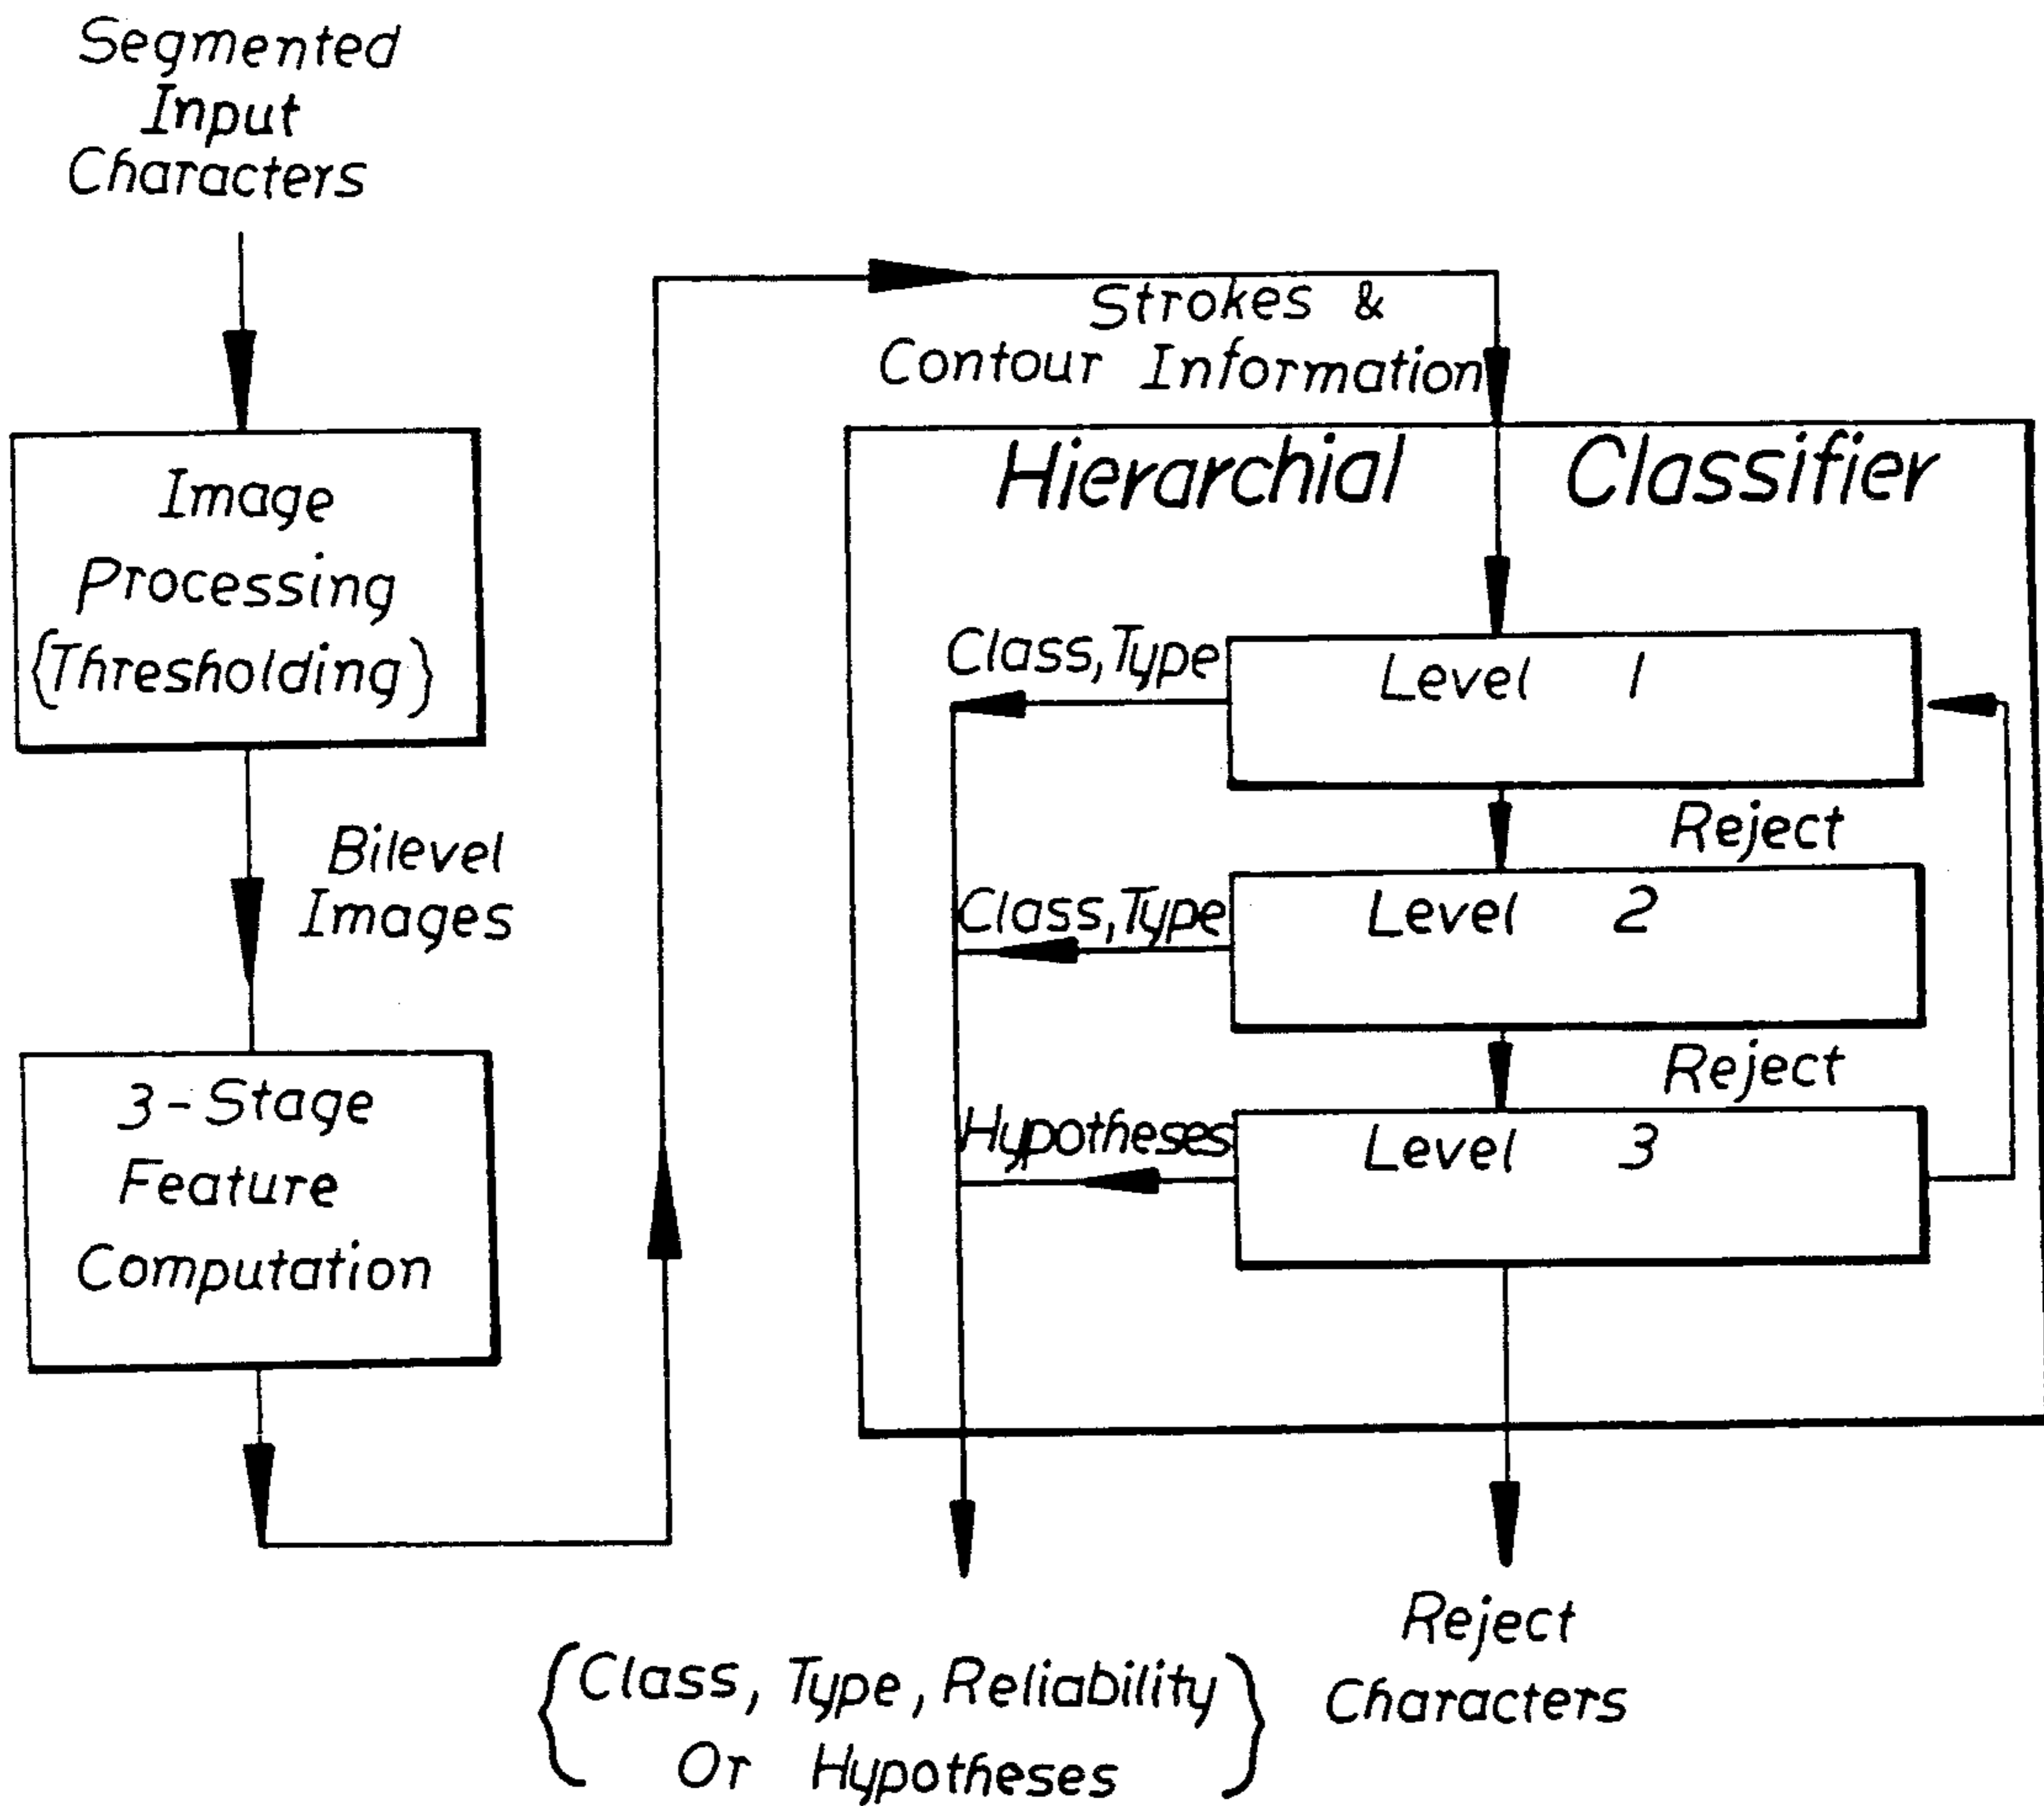 Segmented
Input
Characters
Image
Processing
{Thresholding}
Bilevel
Images
3-Stage
Feature
Computation
Strokes &
Contour Information
Hierarchial Classifier
Class,Type
Level 1
Reject
Class,Type
Level 2
Reject
Hypotheses
Level 3
{Class, Type, Reliability
Or Hypotheses}
Reject
Characters